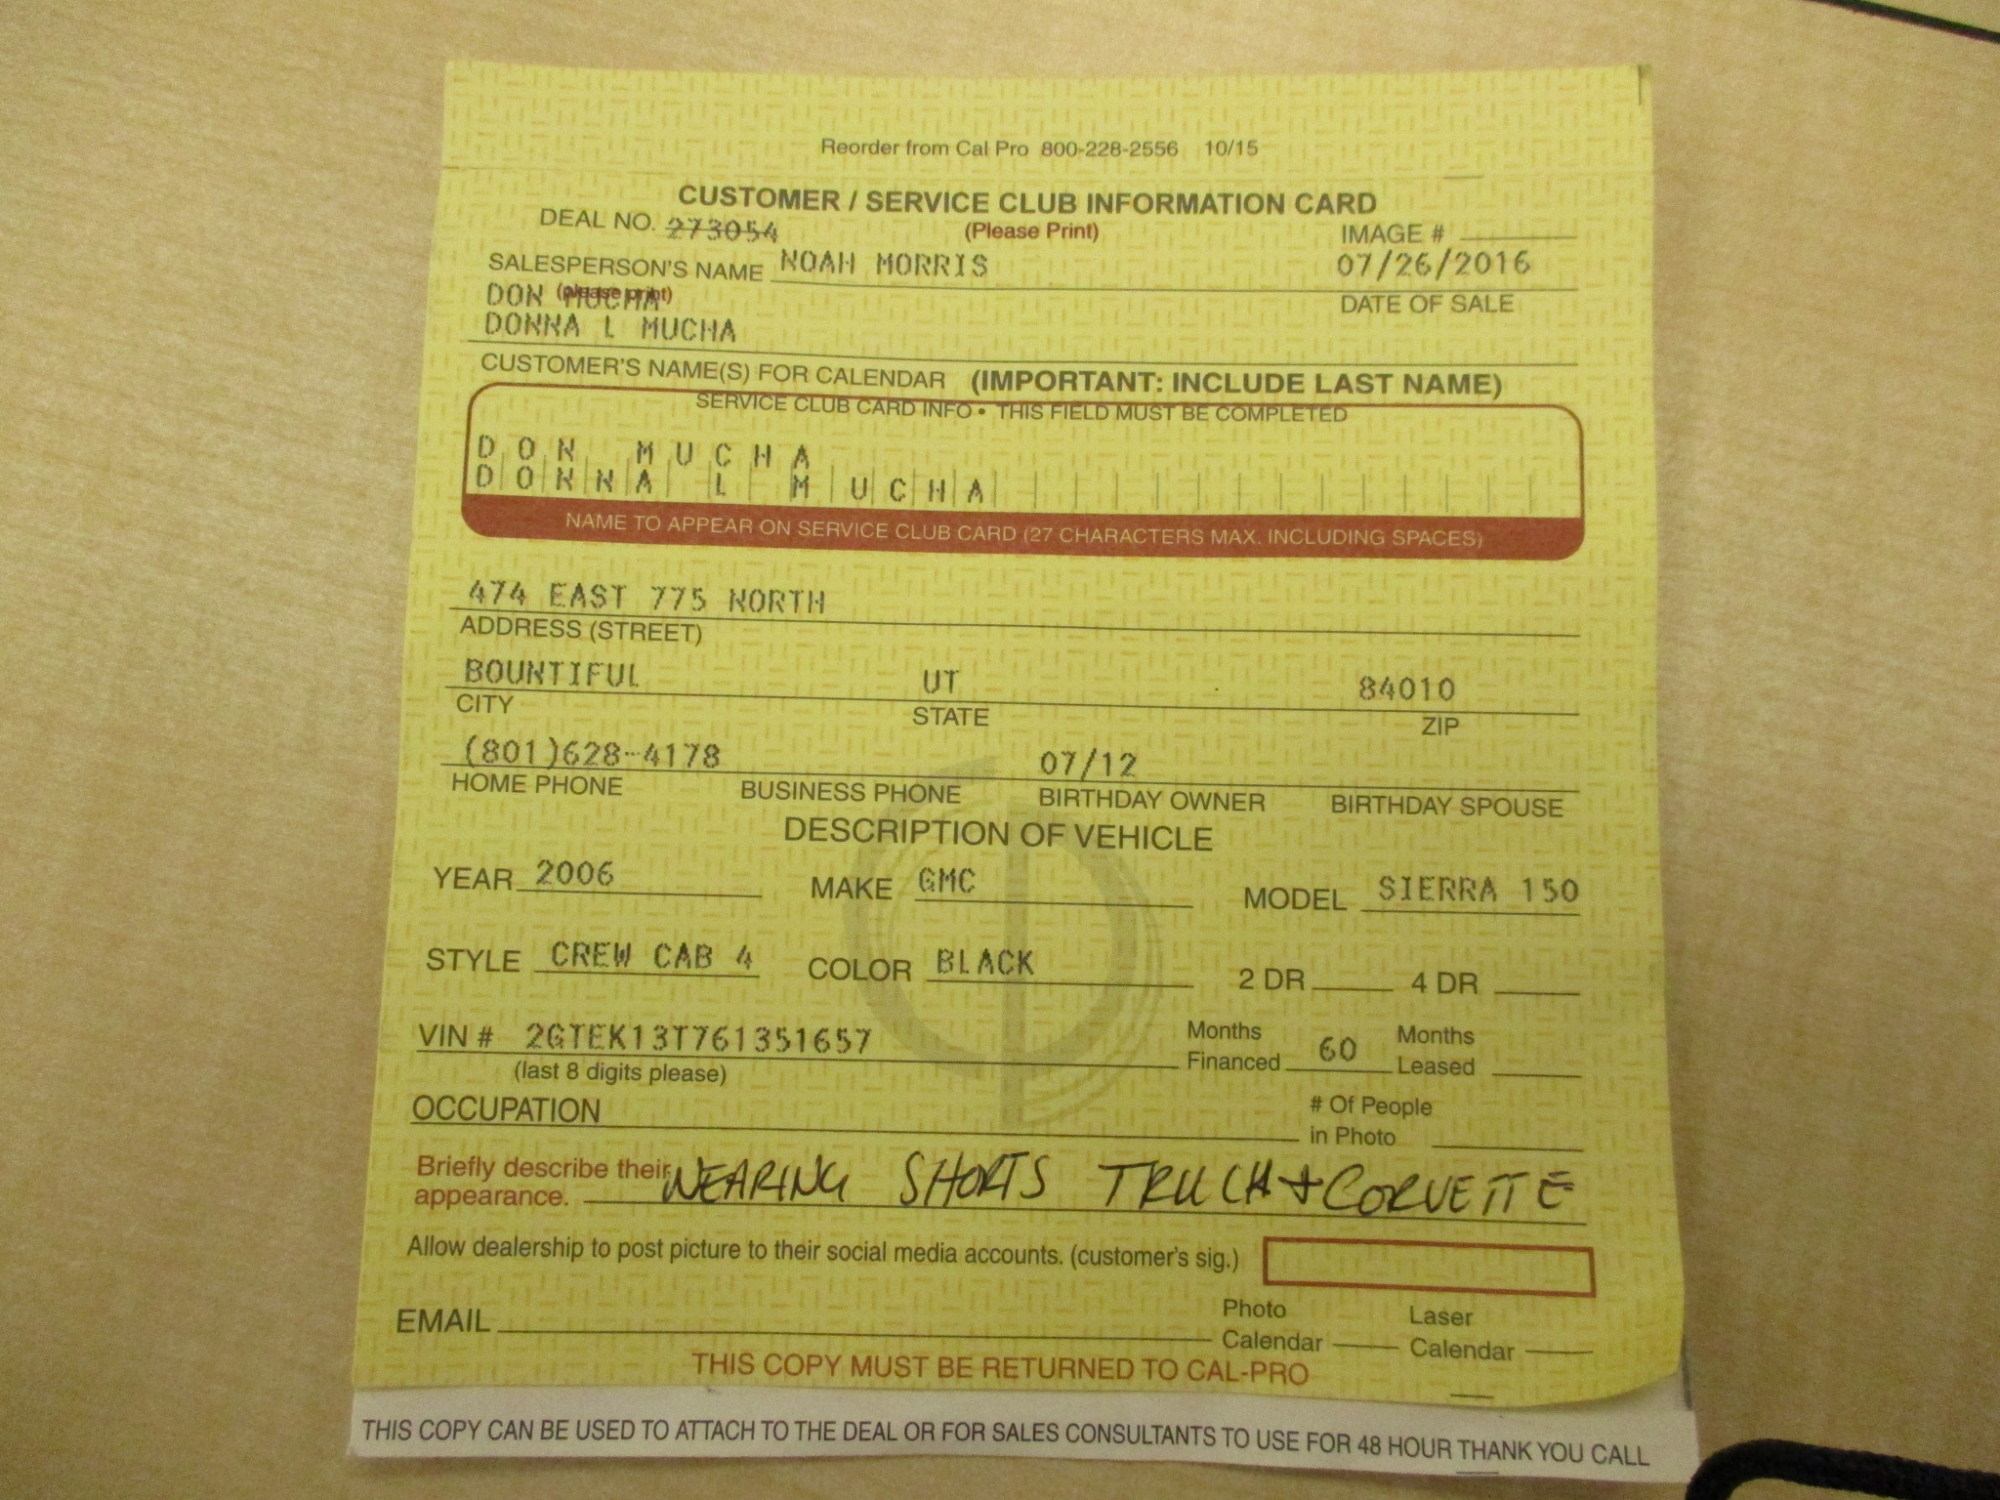 Reorder from Cal Pro 800-228-2556 10/15
CUSTOMER / SERVICE CLUB INFORMATION CARD
DEAL NO. 273054 (Please Print) IMAGE #
SALESPERSON'S NAME NOAH MORRIS 07/26/2016
(please print) DATE OF SALE
DON MUCHA
DONNA L MUCHA
CUSTOMER'S NAME(S) FOR CALENDAR (IMPORTANT: INCLUDE LAST NAME)
SERVICE CLUB CARD INFO • THIS FIELD MUST BE COMPLETED
DON MUCHA
DONNA L MUCHA
NAME TO APPEAR ON SERVICE CLUB CARD (27 CHARACTERS MAX. INCLUDING SPACES)
474 EAST 775 NORTH
ADDRESS (STREET)
BOUNTIFUL UT 84010
CITY STATE ZIP
(801)628-4178 07/12
HOME PHONE BUSINESS PHONE BIRTHDAY OWNER BIRTHDAY SPOUSE
DESCRIPTION OF VEHICLE
YEAR 2006 MAKE GMC MODEL SIERRA 150
STYLE CREW CAB 4 COLOR BLACK 2 DR 4 DR
VIN # 2GTEK13T761351657 Months Financed 60 Months Leased
(last 8 digits please)
OCCUPATION # Of People in Photo
Briefly describe their appearance. WEARING SHORTS TRUCK + CORVETTE
Allow dealership to post picture to their social media accounts. (customer's sig.)
EMAIL Photo Calendar Laser Calendar
THIS COPY MUST BE RETURNED TO CAL-PRO
THIS COPY CAN BE USED TO ATTACH TO THE DEAL OR FOR SALES CONSULTANTS TO USE FOR 48 HOUR THANK YOU CALL